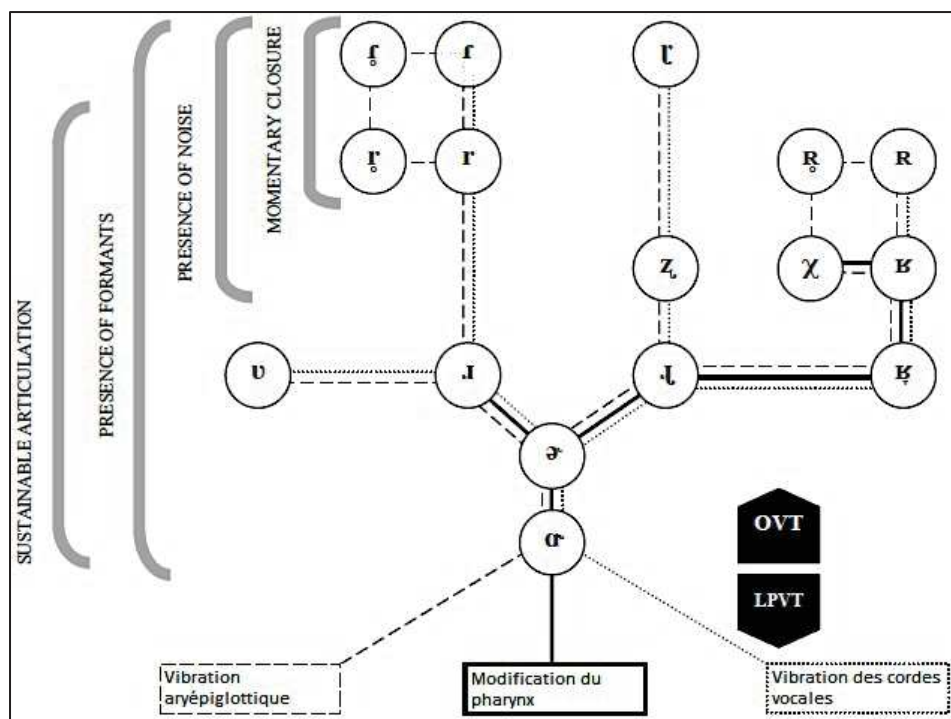 SUSTAINABLE ARTICULATION
PRESENCE OF FORMANTS
PRESENCE OF NOISE
MOMENTARY CLOSURE
R̥ R
χ
OVT
LPVT
Vibration
aryépiglottique
Modification du
pharynx
Vibration des cordes
vocales